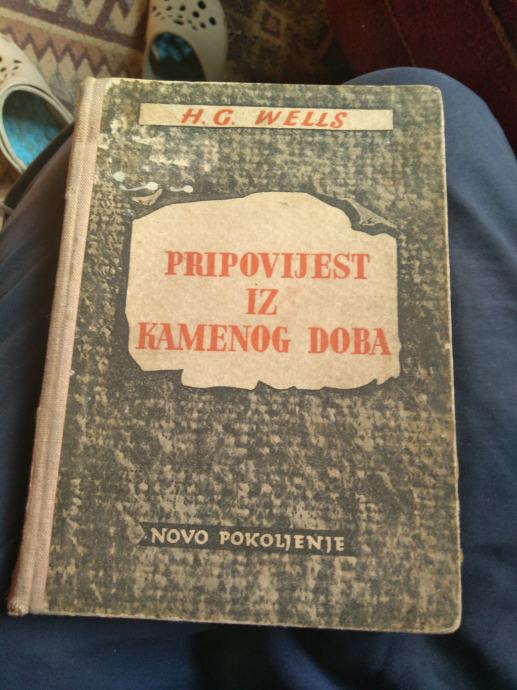 H. G. WELLS
PRIPOVIJEST
IZ
KAMENOG DOBA
NOVO POKOLJENJE